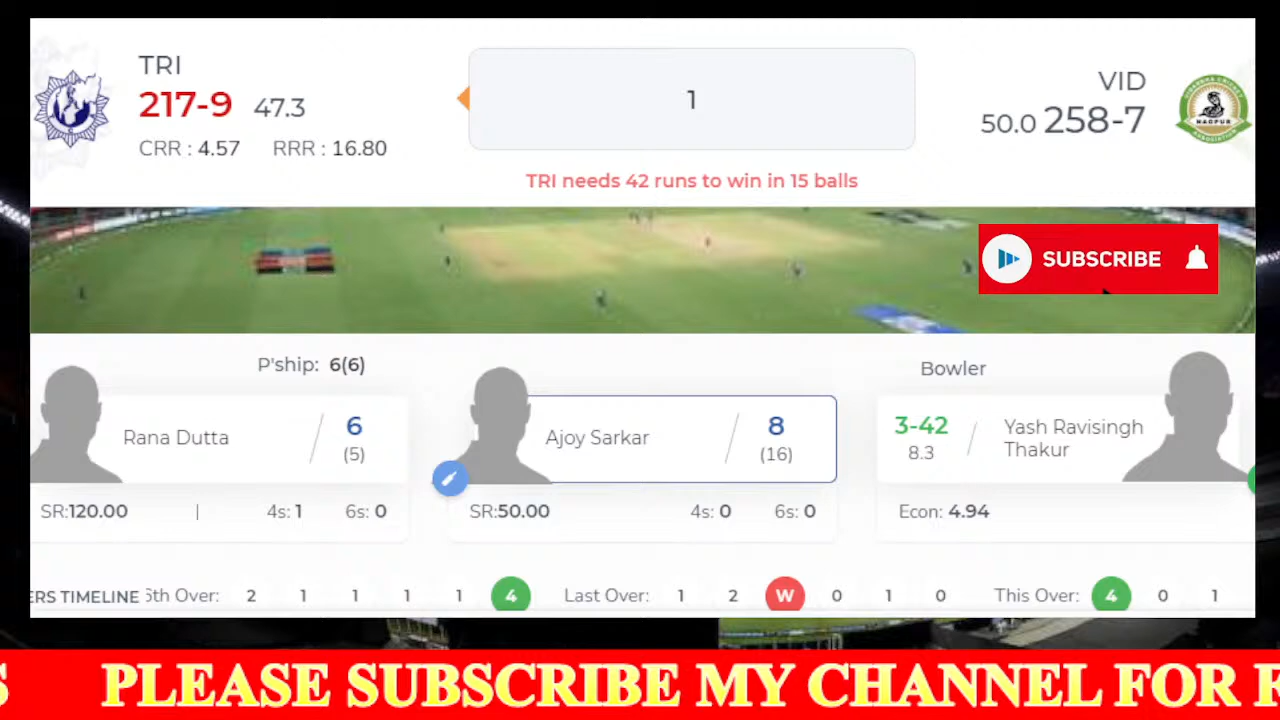 TRI
217-9 47.3
CRR : 4.57 RRR : 16.80
1
TRI needs 42 runs to win in 15 balls
VID
50.0 258-7
NAGPUR
SUBSCRIBE
P'ship: 6(6)
Rana Dutta / 6
(5)
SR:120.00 | 4s: 1 6s: 0
Ajoy Sarkar / 8
(16)
SR:50.00 4s: 0 6s: 0
Bowler
3-42 / Yash Ravisingh
8.3 Thakur
Econ: 4.94
ERS TIMELINE th Over: 2 1 1 1 1 4 Last Over: 1 2 W 0 1 0 This Over: 4 0 1
S PLEASE SUBSCRIBE MY CHANNEL FOR